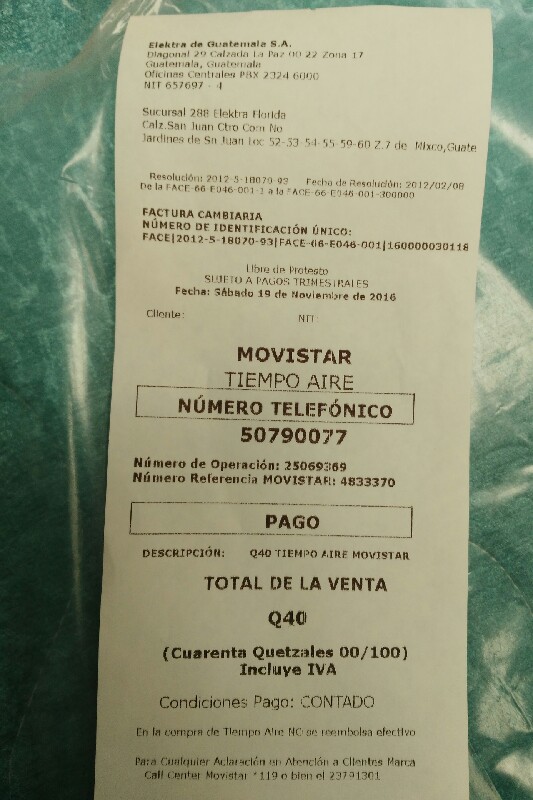 Elektra de Guatemala S.A.
Diagonal 29 Calzada La Paz 00 22 Zona 17
Guatemala, Guatemala
Oficinas Centrales PBX 2324 6000
NIT 657697 - 4
Sucursal 288 Elektra Florida
Calz.San Juan Ctro Com No
Jardines de Sn Juan Loc 52-53-54-55-59-60 Z.7 de Mixco,Guate
Resolución: 2012-5-18070-93 Fecha de Resolución: 2012/02/08
De la FACE-66-E046-001-1 a la FACE-66-E046-001-300000
FACTURA CAMBIARIA
NÚMERO DE IDENTIFICACIÓN ÚNICO:
FACE|2012-5-18070-93|FACE-66-E046-001|160000030118
Libre de Protesto
SUJETO A PAGOS TRIMESTRALES
Fecha: Sábado 19 de Noviembre de 2016
Cliente: NIT:
MOVISTAR
TIEMPO AIRE
NÚMERO TELEFÓNICO
50790077
Número de Operación: 25069369
Número Referencia MOVISTAR: 4833370
PAGO
DESCRIPCIÓN: Q40 TIEMPO AIRE MOVISTAR
TOTAL DE LA VENTA
Q40
(Cuarenta Quetzales 00/100)
Incluye IVA
Condiciones Pago: CONTADO
En la compra de Tiempo Aire NO se reembolsa efectivo
Para Cualquier Aclaración en Atención a Clientes Marca
Call Center Movistar *119 o bien el 23791301